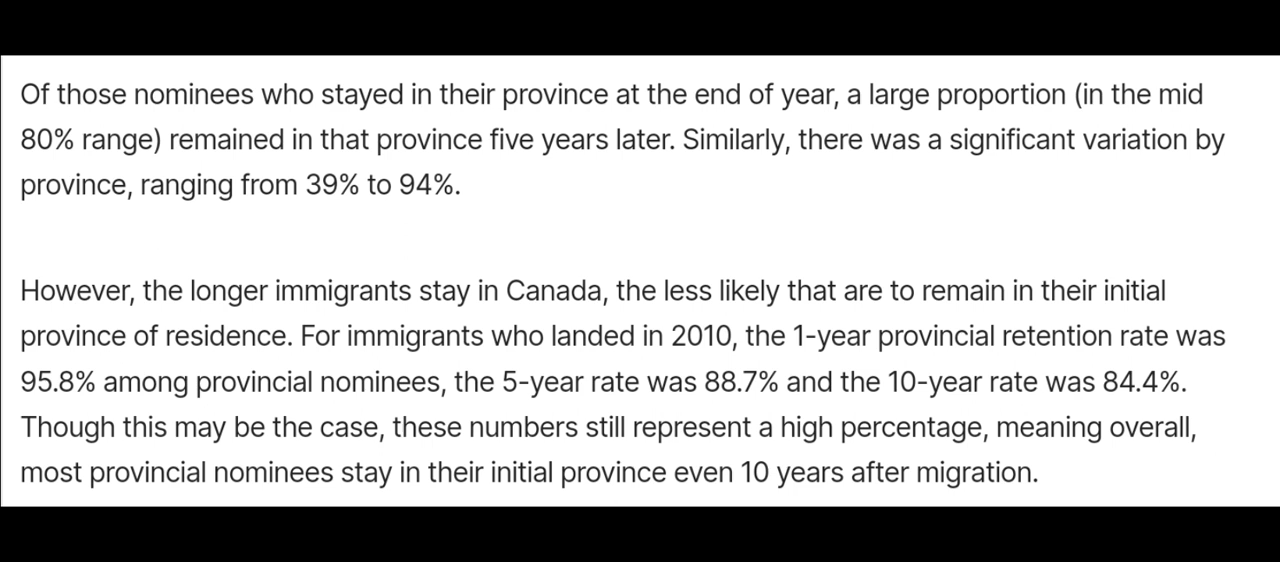 Of those nominees who stayed in their province at the end of year, a large proportion (in the mid
80% range) remained in that province five years later. Similarly, there was a significant variation by
province, ranging from 39% to 94%.
However, the longer immigrants stay in Canada, the less likely that are to remain in their initial
province of residence. For immigrants who landed in 2010, the 1-year provincial retention rate was
95.8% among provincial nominees, the 5-year rate was 88.7% and the 10-year rate was 84.4%.
Though this may be the case, these numbers still represent a high percentage, meaning overall,
most provincial nominees stay in their initial province even 10 years after migration.